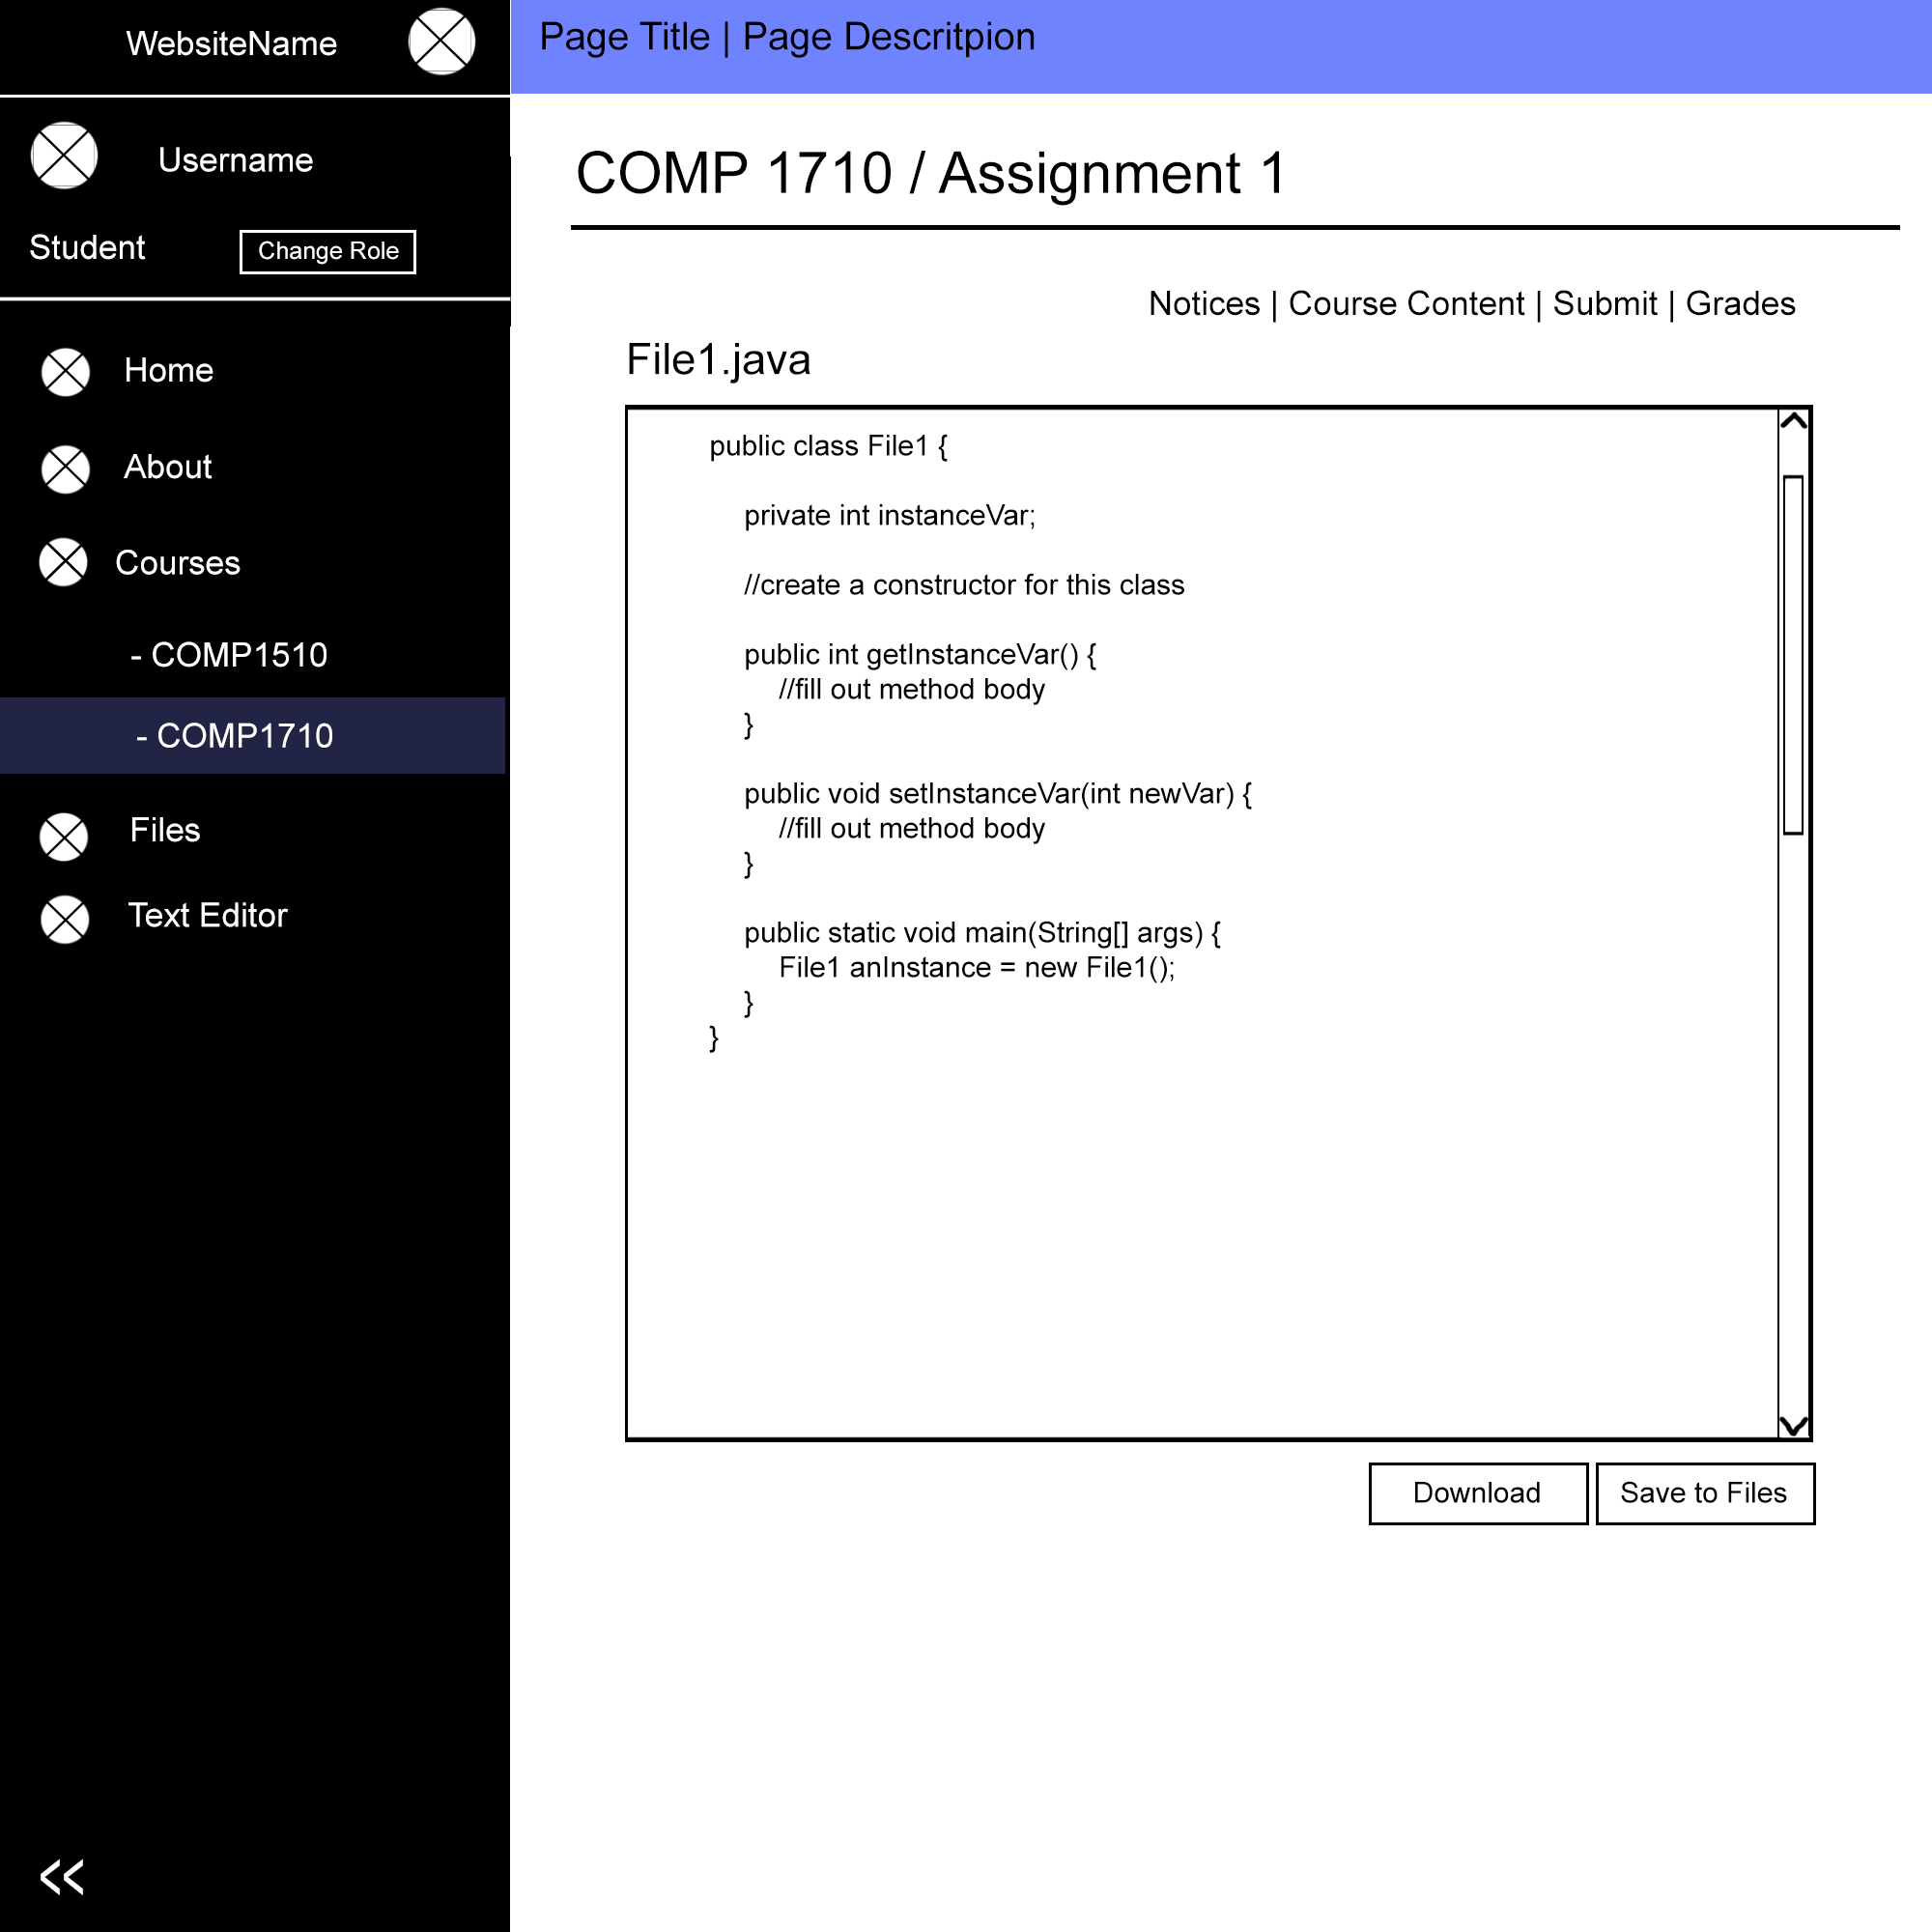 WebsiteName
Username
Student
Change Role
Home
About
Courses
- COMP1510
- COMP1710
Files
Text Editor
Page Title | Page Descritpion
COMP 1710 / Assignment 1
Notices | Course Content | Submit | Grades
File1.java
public class File1 {
private int instanceVar;
//create a constructor for this class
public int getInstanceVar() {
//fill out method body
}
public void setInstanceVar(int newVar) {
//fill out method body
}
public static void main(String[] args) {
File1 anInstance = new File1();
}
}
Download
Save to Files